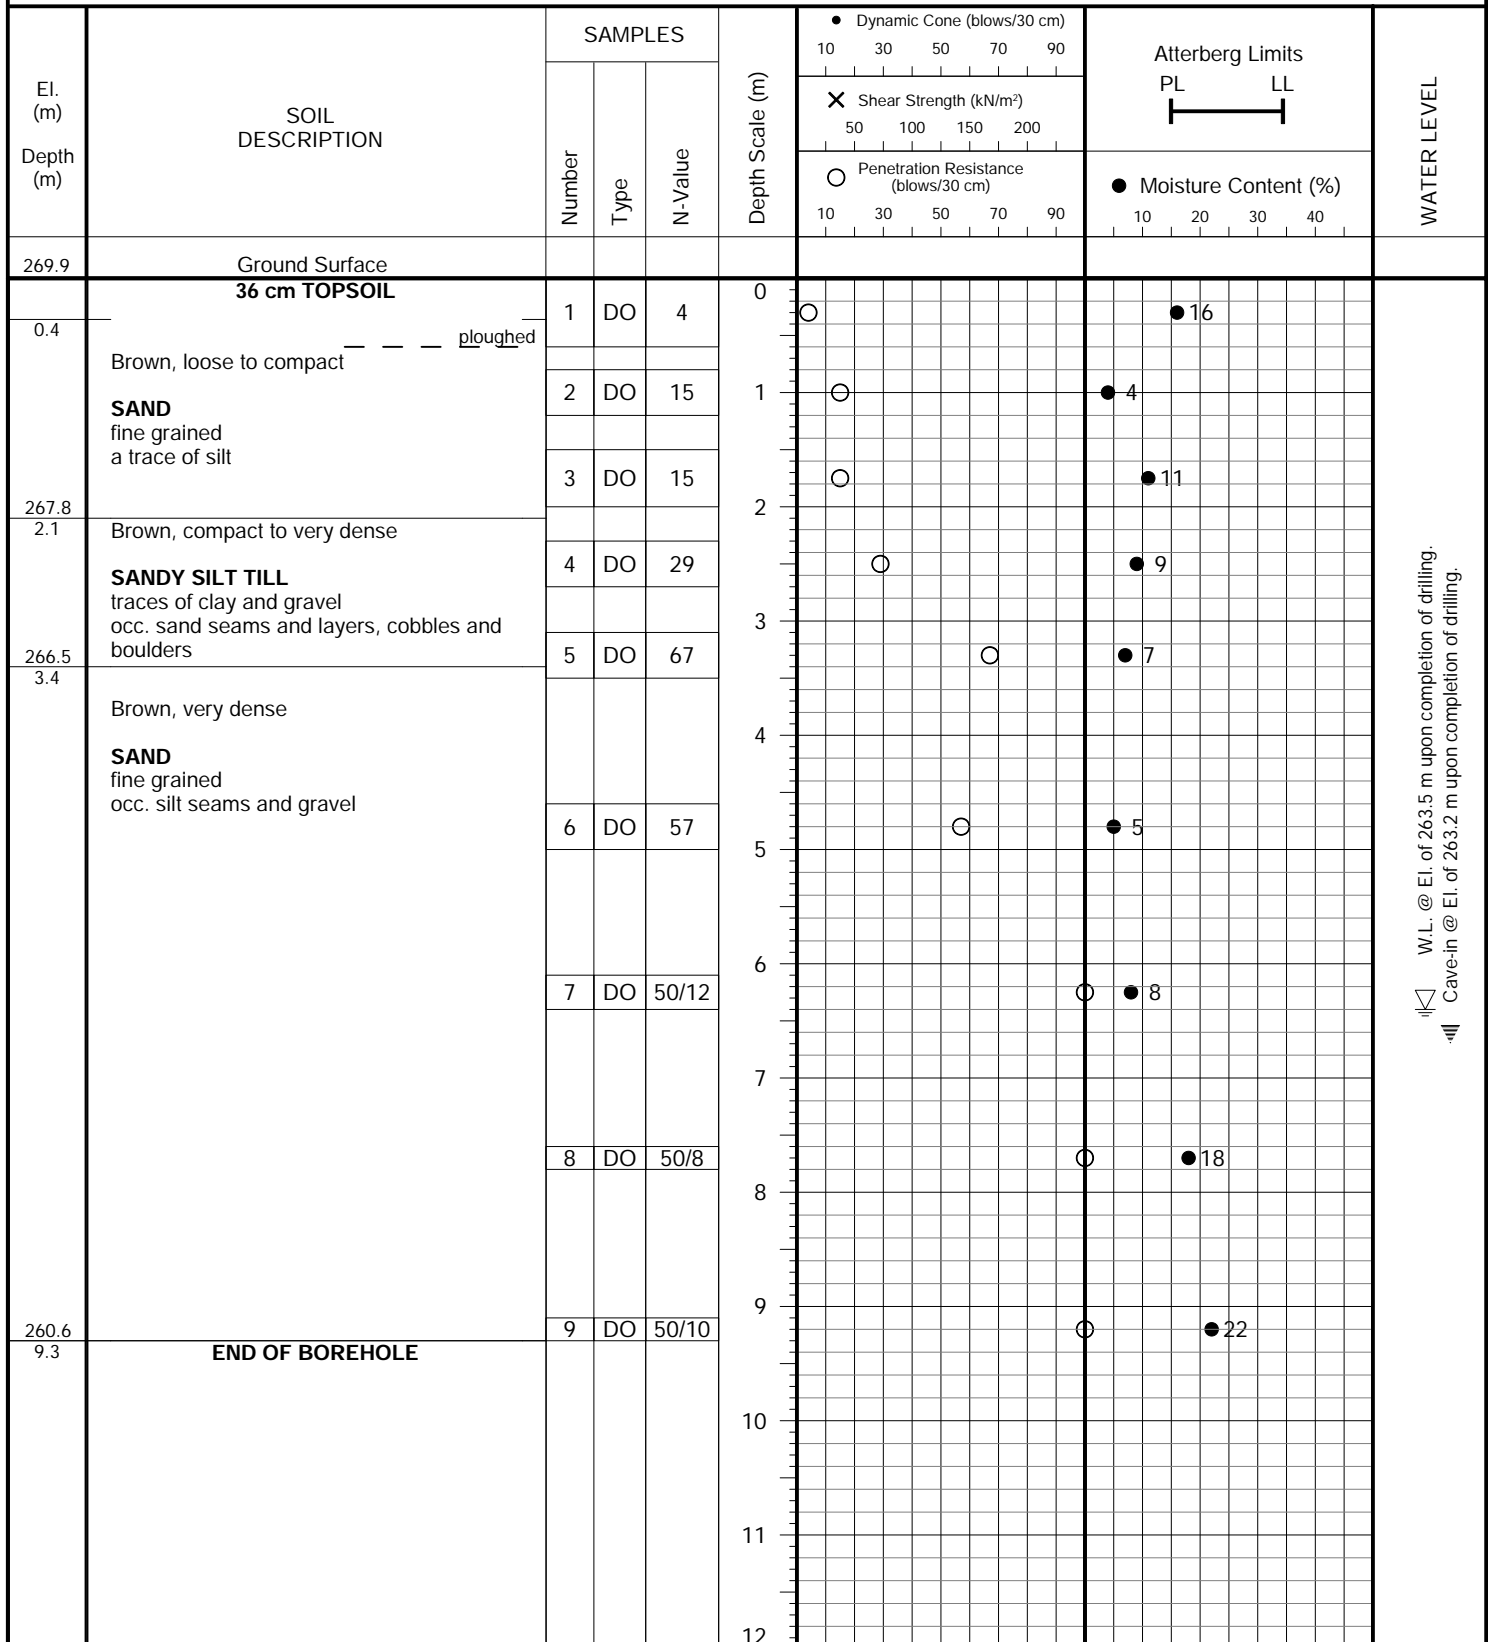 El.
(m)
Depth
(m)
SOIL
DESCRIPTION
SAMPLES
Number
Type
N-Value
Depth Scale (m)
Dynamic Cone (blows/30 cm)
10 30 50 70 90
Shear Strength (kN/m²)
50 100 150 200
Penetration Resistance
(blows/30 cm)
10 30 50 70 90
Atterberg Limits
PL LL
Moisture Content (%)
10 20 30 40
WATER LEVEL
269.9 Ground Surface
36 cm TOPSOIL
0
1 DO 4 16
0.4
ploughed
Brown, loose to compact
2 DO 15 1 4
SAND
fine grained
a trace of silt
3 DO 15 11
267.8 2
2.1 Brown, compact to very dense
4 DO 29 9
SANDY SILT TILL
traces of clay and gravel
occ. sand seams and layers, cobbles and
boulders
3
5 DO 67 7
266.5
3.4
Brown, very dense
4
SAND
fine grained
occ. silt seams and gravel
6 DO 57 5
5
6
7 DO 50/12 8
7
8 DO 50/8 18
8
9
260.6 9 DO 50/10 22
9.3 END OF BOREHOLE
10
11
12
W.L. @ El. of 263.5 m upon completion of drilling.
Cave-in @ El. of 263.2 m upon completion of drilling.